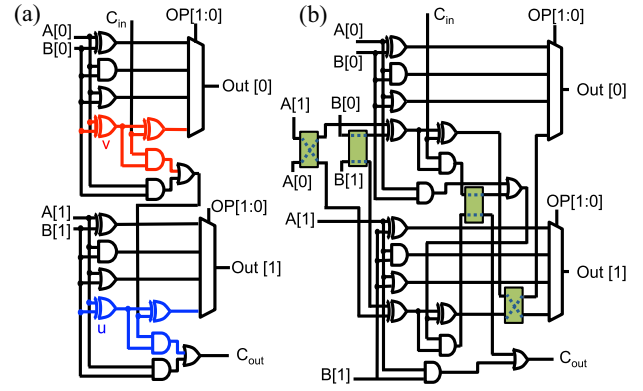 (a)
A[0]
B[0]
C_in
OP[1:0]
Out [0]
v
A[1]
B[1]
OP[1:0]
Out [1]
u
C_out
(b)
A[0]
B[0]
C_in
OP[1:0]
Out [0]
A[1]
B[0]
A[0]
B[1]
A[1]
OP[1:0]
Out [1]
B[1]
C_out